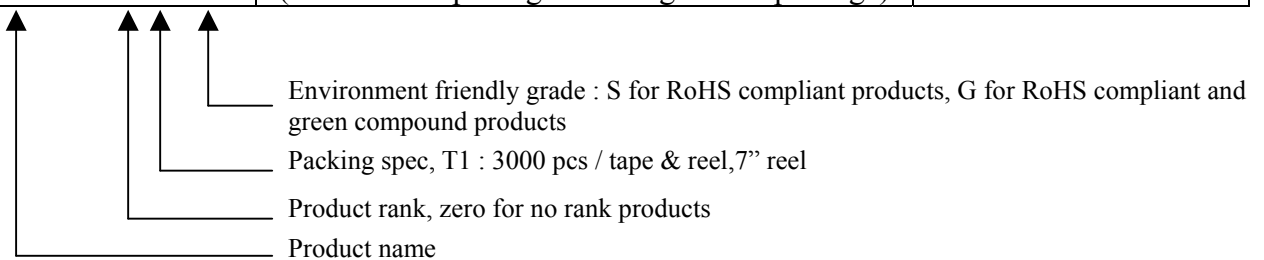 Environment friendly grade : S for RoHS compliant products, G for RoHS compliant and
green compound products
Packing spec, T1 : 3000 pcs / tape & reel,7” reel
Product rank, zero for no rank products
Product name